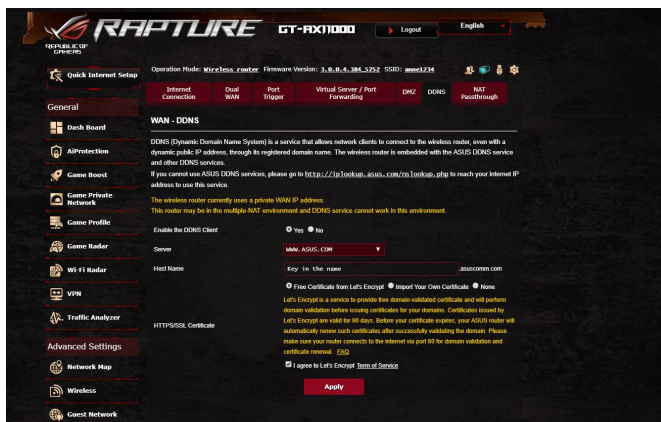 RAPTURE GT-AX11000 Logout English
REPUBLIC OF
GAMERS
Quick Internet Setup
General
Dash Board
AiProtection
Game Boost
Game Private
Network
Game Profile
Game Radar
Wi-Fi Radar
VPN
Traffic Analyzer
Advanced Settings
Network Map
Wireless
Guest Network
Operation Mode: Wireless router Firmware Version: 3.0.0.4.384_5252 SSID: anne1234
Internet
Connection
Dual
WAN
Port
Trigger
Virtual Server / Port
Forwarding
DMZ
DDNS
NAT
Passthrough
WAN - DDNS
DDNS (Dynamic Domain Name System) is a service that allows network clients to connect to the wireless router, even with a
dynamic public IP address, through its registered domain name. The wireless router is embedded with the ASUS DDNS service
and other DDNS services.
If you cannot use ASUS DDNS services, please go to http://iplookup.asus.com/nslookup.php to reach your internet IP
address to use this service.
The wireless router currently uses a private WAN IP address.
This router may be in the multiple-NAT environment and DDNS service cannot work in this environment.
Enable the DDNS Client Yes No
Server WWW.ASUS.COM
Host Name Key in the name .asuscomm.com
HTTPS/SSL Certificate
Free Certificate from Let's Encrypt Import Your Own Certificate None
Let's Encrypt is a service to provide free domain-validated certificate and will perform
domain validation before issuing certificates for your domains. Certificates issued by
Let's Encrypt are valid for 90 days. Before your certificate expires, your ASUS router will
automatically renew such certificates after successfully validating the domain. Please
make sure your router connects to the internet via port 80 for domain validation and
certificate renewal. FAQ
I agree to Let's Encrypt Term of Service
Apply